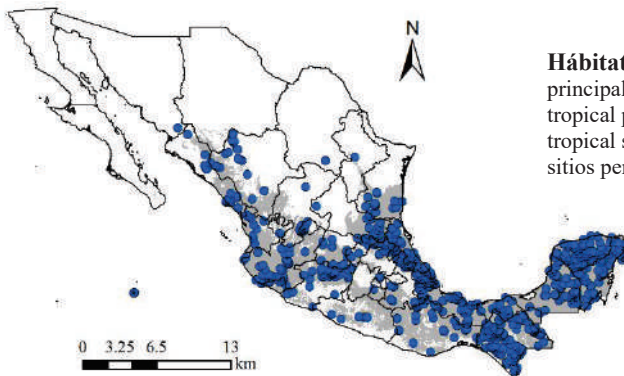 N
Hábitat
principal
tropical p
tropical s
sitios per
0 3.25 6.5 13
km